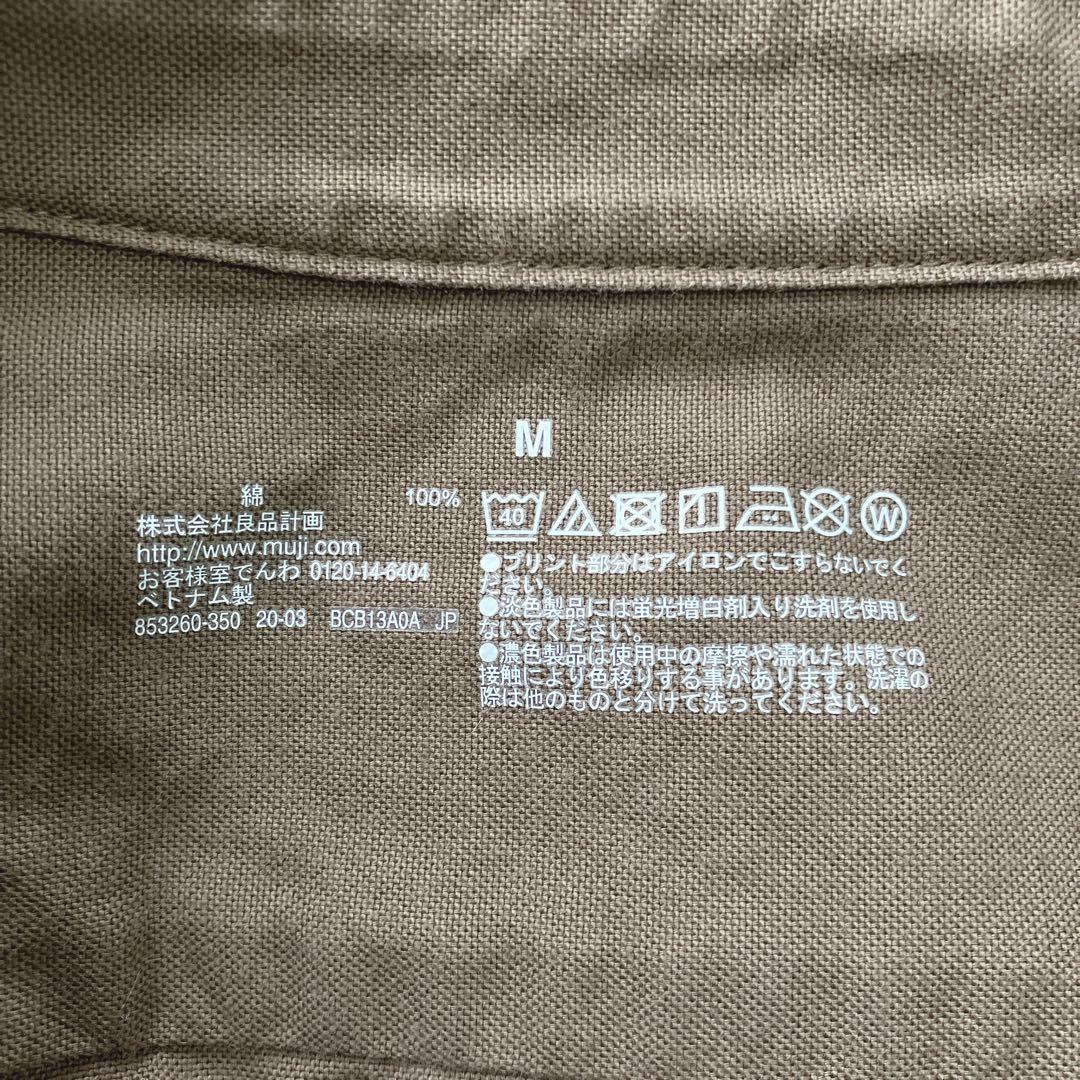 M
綿 100%
株式会社良品計画
http://www.muji.com
お客様室でんわ 0120-14-6404
ベトナム製
853260-350 20-03 BCB13A0A JP
40
W
●プリント部分はアイロンでこすらないでく
ださい。
●淡色製品には蛍光増白剤入り洗剤を使用し
ないでください。
●濃色製品は使用中の摩擦や濡れた状態での
接触により色移りする事があります。洗濯の
際は他のものと分けて洗ってください。